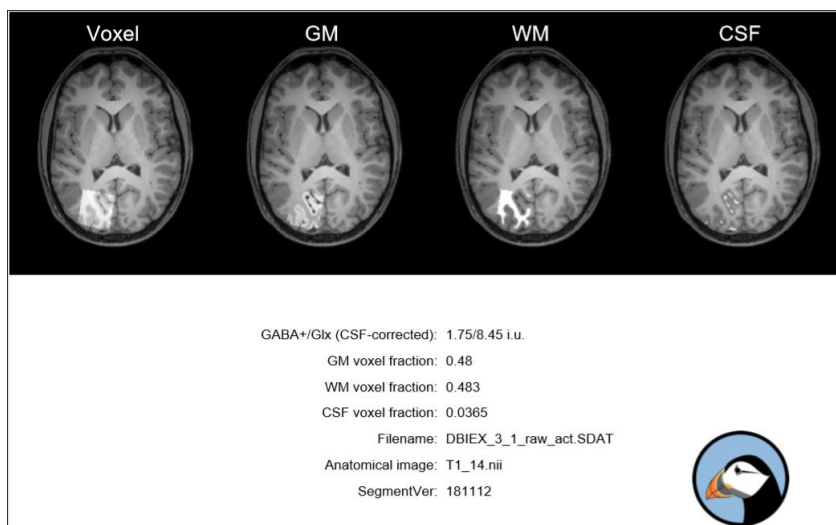 Voxel GM WM CSF
GABA+/Glx (CSF-corrected): 1.75/8.45 i.u.
GM voxel fraction: 0.48
WM voxel fraction: 0.483
CSF voxel fraction: 0.0365
Filename: DBIEX_3_1_raw_act.SDAT
Anatomical image: T1_14.nii
SegmentVer: 181112